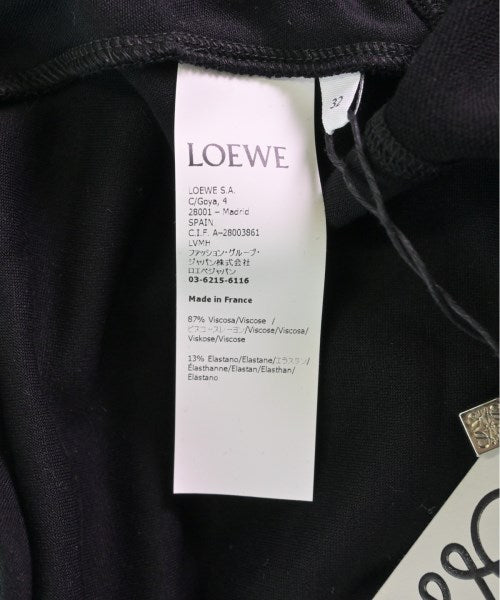 32
LOEWE
LOEWE S.A.
C/Goya, 4
28001 – Madrid
SPAIN
C.I.F. A–28003861
LVMH
ファッション・グループ・
ジャパン株式会社
ロエベジャパン
03-6215-6116
Made in France
87% Viscosa/Viscose /
ビスコースレーヨン/Viscose/Viscosa/
Viskose/Viscose
13% Elastano/Elastane/エラスタン/
Élasthanne/Elastan/Elasthan/
Elastano